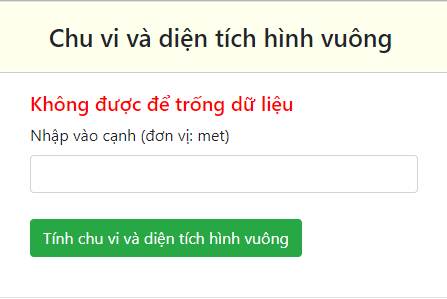 Chu vi và diện tích hình vuông
Không được để trống dữ liệu
Nhập vào cạnh (đơn vị: met)
Tính chu vi và diện tích hình vuông